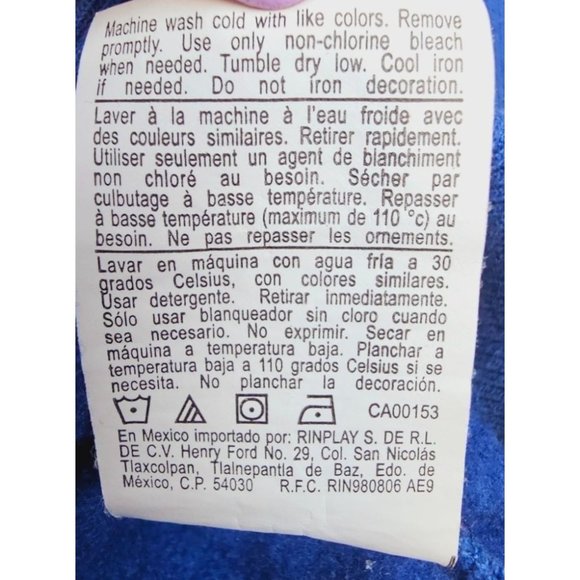 Machine wash cold with like colors. Remove
promptly. Use only non-chlorine bleach
when needed. Tumble dry low. Cool iron
if needed. Do not iron decoration.
Laver à la machine à l'eau froide avec
des couleurs similaires. Retirer rapidement.
Utiliser seulement un agent de blanchiment
non chloré au besoin. Sécher par
culbutage à basse température. Repasser
à basse température (maximum de 110 °c) au
besoin. Ne pas repasser les ornements.
Lavar en máquina con agua fría a 30
grados Celsius, con colores similares.
Usar detergente. Retirar inmediatamente.
Sólo usar blanqueador sin cloro cuando
sea necesario. No exprimir. Secar en
máquina a temperatura baja. Planchar a
temperatura baja a 110 grados Celsius si se
necesita. No planchar la decoración.
CA00153
En Mexico importado por: RINPLAY S. DE R.L.
DE C.V. Henry Ford No. 29, Col. San Nicolás
Tlaxcolpan, Tlalnepantla de Baz, Edo. de
México, C.P. 54030 R.F.C. RIN980806 AE9